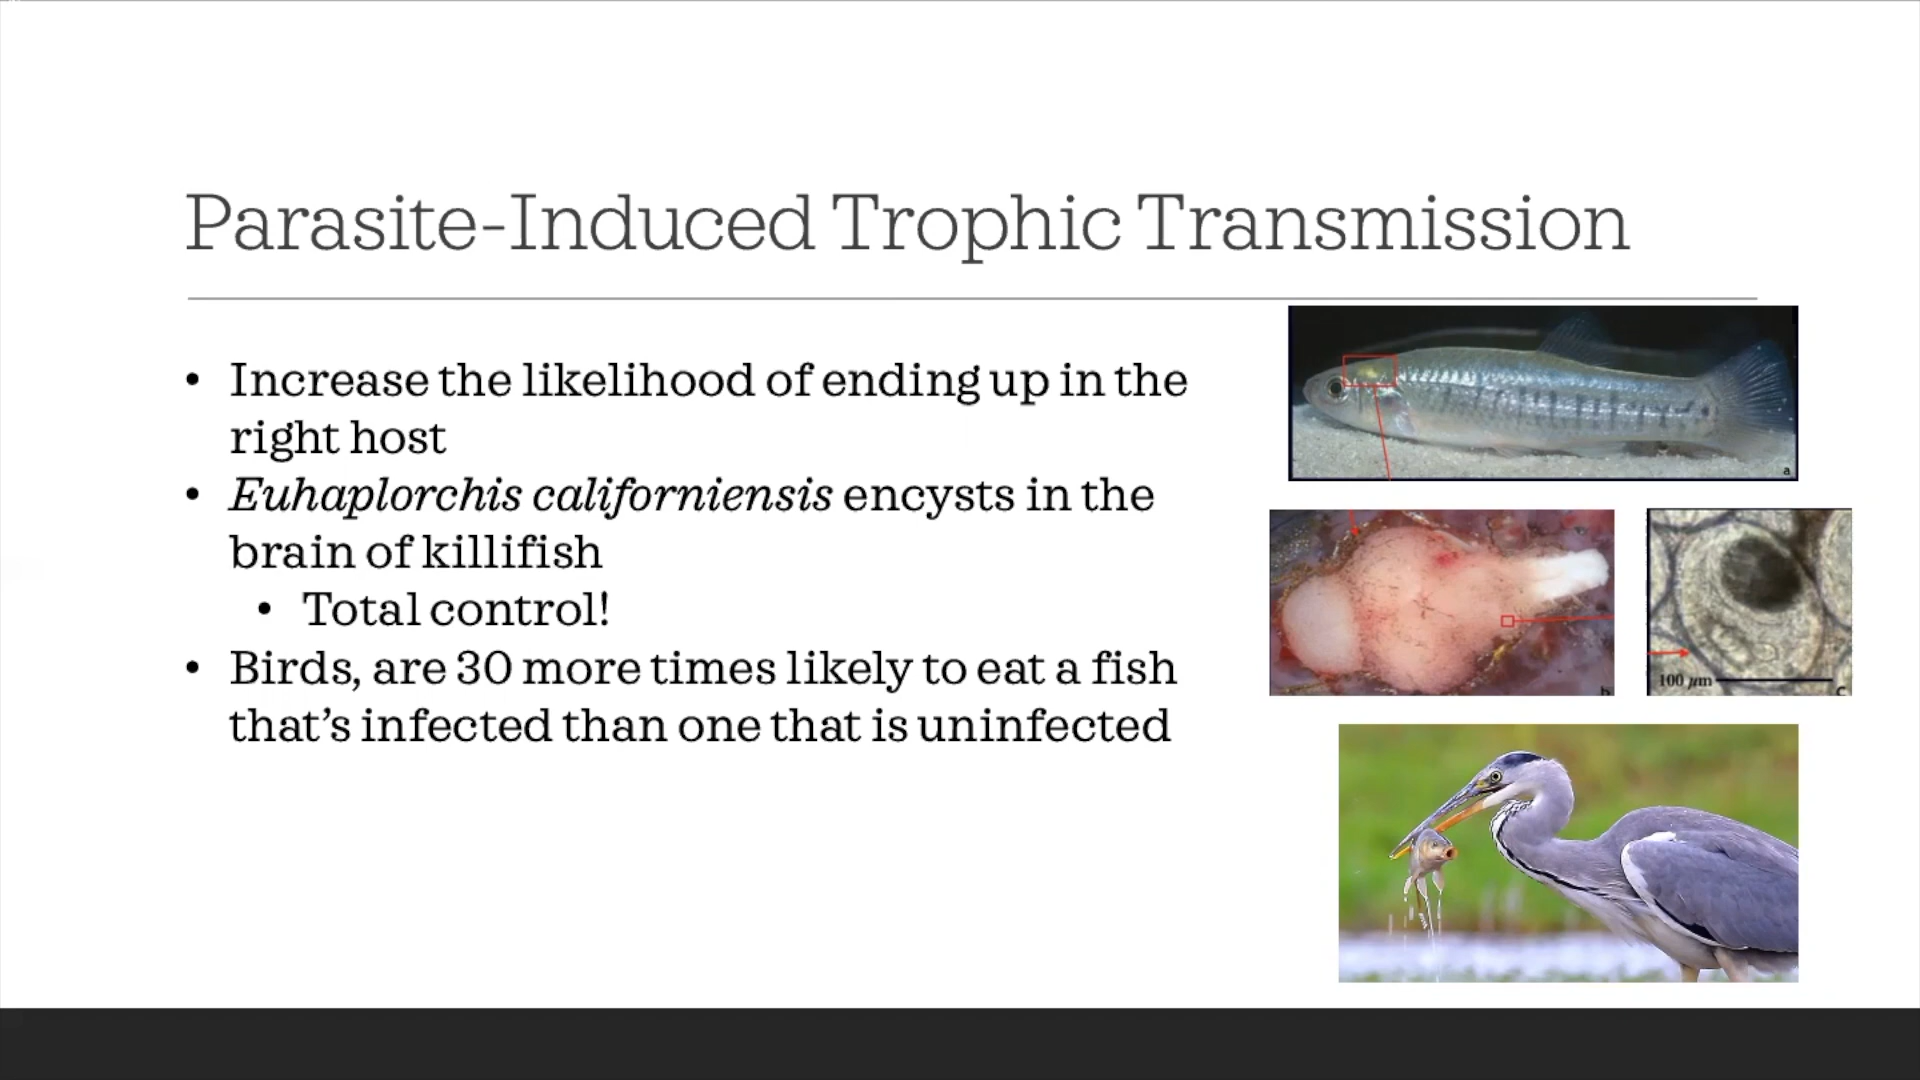 Parasite-Induced Trophic Transmission
• Increase the likelihood of ending up in the
right host
• Euhaplorchis californiensis encysts in the
brain of killifish
• Total control!
• Birds, are 30 more times likely to eat a fish
that’s infected than one that is uninfected
a
b
100 µm
c